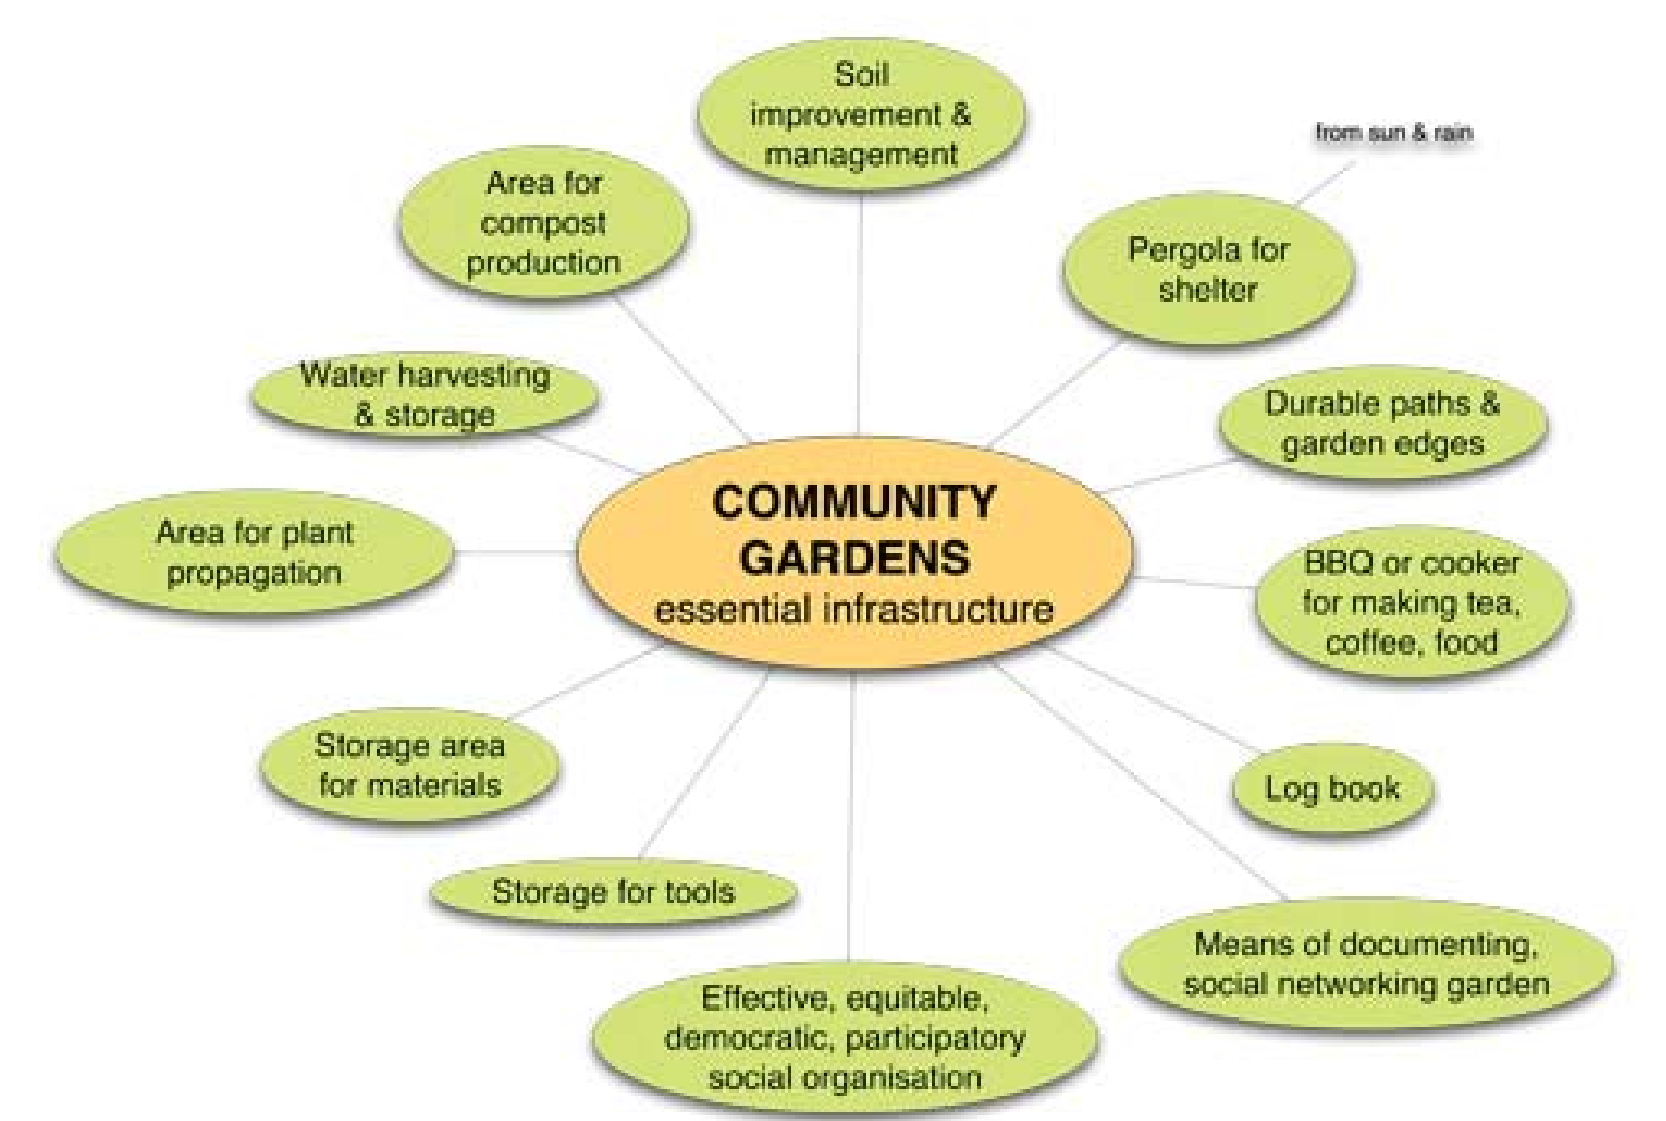 Soil
improvement &
management
from sun & rain
Area for
compost
production
Pergola for
shelter
Water harvesting
& storage
Durable paths &
garden edges
COMMUNITY
GARDENS
essential infrastructure
Area for plant
propagation
BBQ or cooker
for making tea,
coffee, food
Storage area
for materials
Log book
Storage for tools
Means of documenting,
social networking garden
Effective, equitable,
democratic, participatory
social organisation